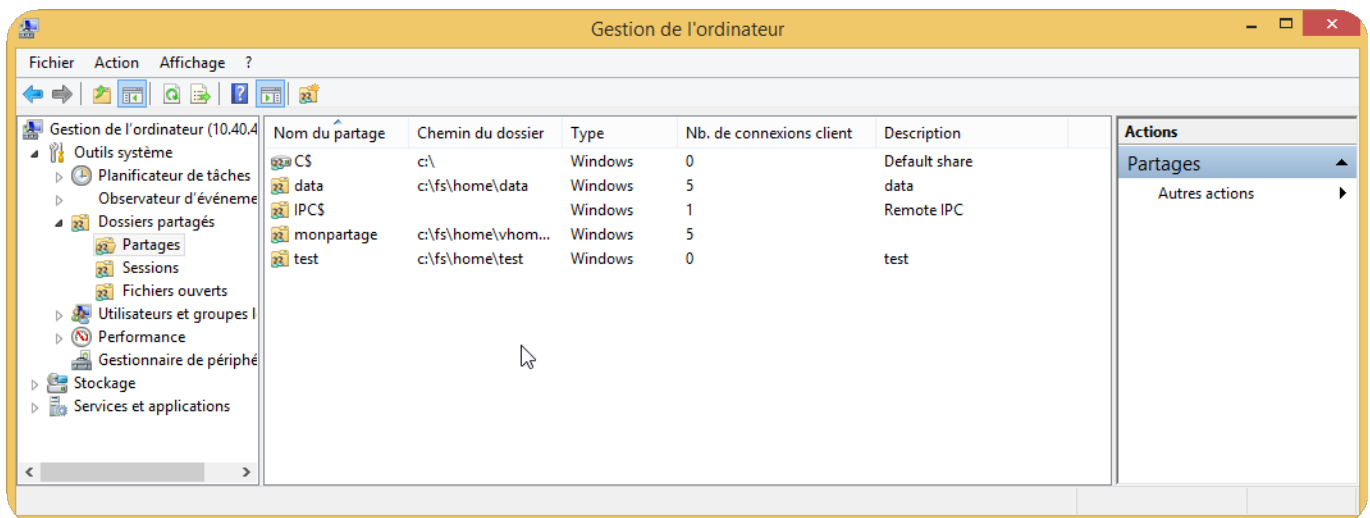 Gestion de l'ordinateur
Fichier Action Affichage ?
Gestion de l'ordinateur (10.40.4
Outils système
Planificateur de tâches
Observateur d'événeme
Dossiers partagés
Partages
Sessions
Fichiers ouverts
Utilisateurs et groupes l
Performance
Gestionnaire de périphé
Stockage
Services et applications
Nom du partage Chemin du dossier Type Nb. de connexions client Description
C$ c:\ Windows 0 Default share
data c:\fs\home\data Windows 5 data
IPC$ Windows 1 Remote IPC
monpartage c:\fs\home\vhom... Windows 5
test c:\fs\home\test Windows 0 test
Actions
Partages
Autres actions